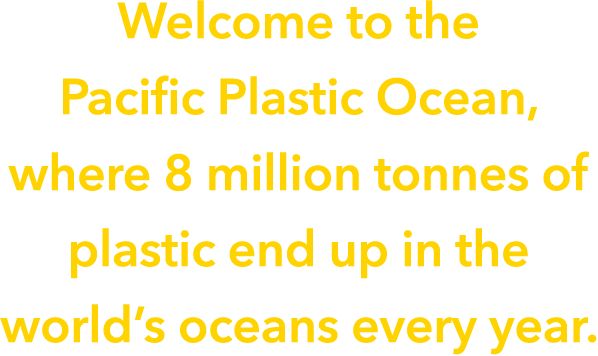 Welcome to the
Pacific Plastic Ocean,
where 8 million tonnes of
plastic end up in the
world’s oceans every year.